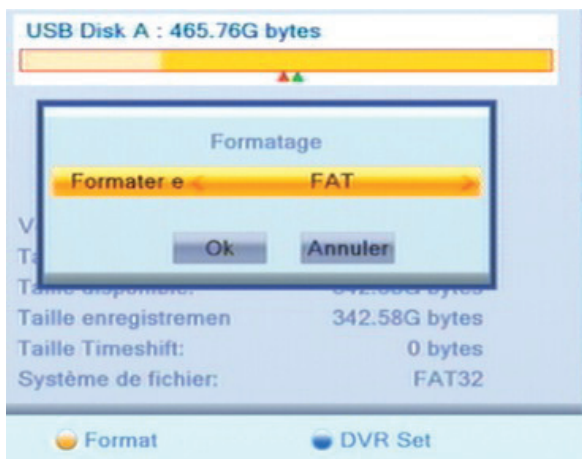 USB Disk A : 465.76G bytes
Formatage
Formater e FAT
Ok Annuler
Taille enregistremen 342.58G bytes
Taille Timeshift: 0 bytes
Système de fichier: FAT32
Format DVR Set